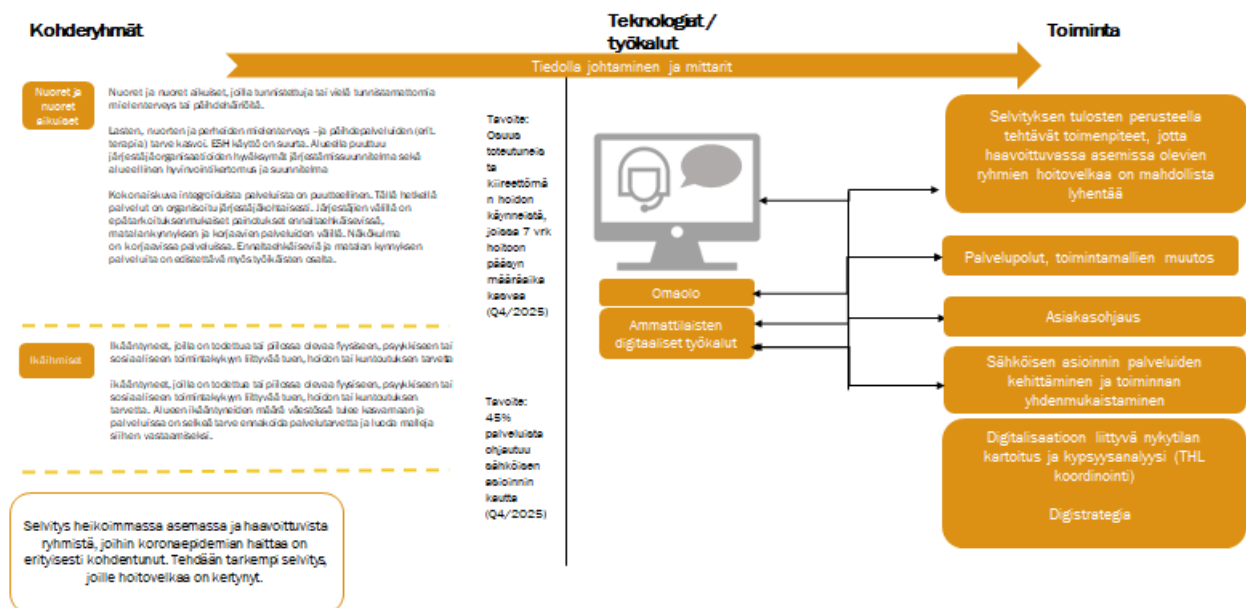 Kohderyhmät
Teknologiat /
työkalut
Toiminta
Tiedolla johtaminen ja mittarit
Nuoret ja
nuoret
aikuiset
Nuoret ja nuoret aikuiset, joilla tunnistettuja tai vielä tunnistamattomia
mielenterveys tai päihdehäiriöitä.
Lasten, nuorten ja perheiden mielenterveys –ja päihdepalveluiden (erit.
terapia) tarve kasvoi. ESH käyttö on suurta. Alueella puuttuu
järjestäjäorganisaatioiden hyväksymät järjestämissuunnitelma sekä
alueellinen hyvinvointikertomus ja suunnitelma
Kokonaiskuva integroiduista palveluista on puutteellinen. Tällä hetkellä
palvelut on organisoitu järjestäjäkohtaisesti. Järjestäjien välillä on
epätarkoituksenmukaiset painotukset ennaltaehkäisevissä,
matalankynnyksen ja korjaavien palveluiden välillä. Näkökulma
on korjaavissa palveluissa. Ennaltaehkäiseviä ja matalan kynnyksen
palveluita on edistettävä myös työikäisten osalta.
Tavoite:
Osuus
toteutuneis
ta
kiireettömä
n hoidon
käynneistä,
joissa 7 vrk
hoitoon
pääsyn
määräaika
kasvaa
(Q4/2025)
Ikäihmiset
Ikääntyneet, joilla on todettua tai piilossa olevaa fyysiseen, psyykkiseen tai
sosiaaliseen toimintakykyyn liittyvää tuen, hoidon tai kuntoutuksen tarvetta
ikääntyneet, joilla on todettua tai piilossa olevaa fyysiseen, psyykkiseen tai
sosiaaliseen toimintakykyyn liittyvää tuen, hoidon tai kuntoutuksen
tarvetta. Alueen ikääntyneiden määrä väestössä tulee kasvamaan ja
palveluissa on selkeä tarve ennakoida palvelutarvetta ja luoda malleja
siihen vastaamiseksi.
Tavoite:
45%
palveluista
ohjautuu
sähköisen
asioinnin
kautta
(Q4/2025)
Selvitys heikoimmassa asemassa ja haavoittuvista
ryhmistä, joihin koronaepidemian haittaa on
erityisesti kohdentunut. Tehdään tarkempi selvitys,
joille hoitovelkaa on kertynyt.
Omaolo
Ammattilaisten
digitaaliset työkalut
Selvityksen tulosten perusteella
tehtävät toimenpiteet, jotta
haavoittuvassa asemissa olevien
ryhmien hoitovelkaa on mahdollista
lyhentää
Palvelupolut, toimintamallien muutos
Asiakasohjaus
Sähköisen asioinnin palveluiden
kehittäminen ja toiminnan
yhdenmukaistaminen
Digitalisaatioon liittyvä nykytilan
kartoitus ja kypsyysanalyysi (THL
koordinointi)
Digistrategia